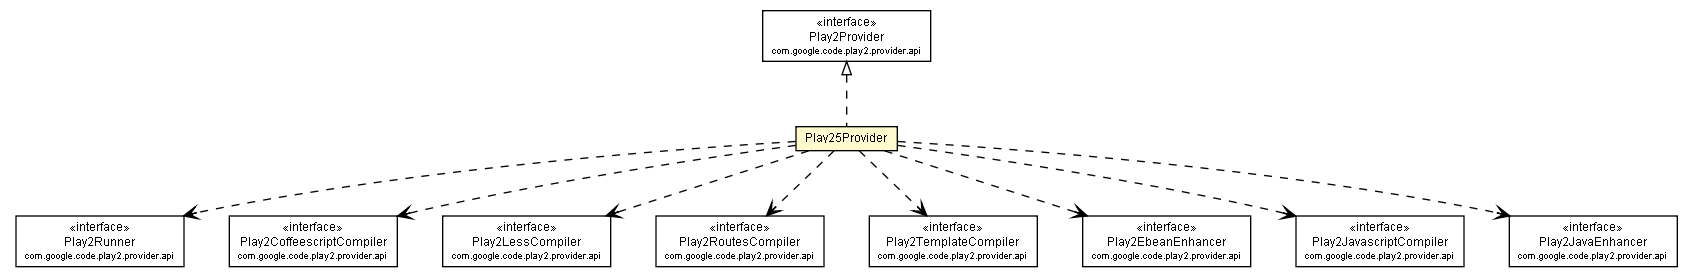 «interface»
Play2Provider
com.google.code.play2.provider.api
Play25Provider
«interface»
Play2Runner
com.google.code.play2.provider.api
«interface»
Play2CoffeescriptCompiler
com.google.code.play2.provider.api
«interface»
Play2LessCompiler
com.google.code.play2.provider.api
«interface»
Play2RoutesCompiler
com.google.code.play2.provider.api
«interface»
Play2TemplateCompiler
com.google.code.play2.provider.api
«interface»
Play2EbeanEnhancer
com.google.code.play2.provider.api
«interface»
Play2JavascriptCompiler
com.google.code.play2.provider.api
«interface»
Play2JavaEnhancer
com.google.code.play2.provider.api